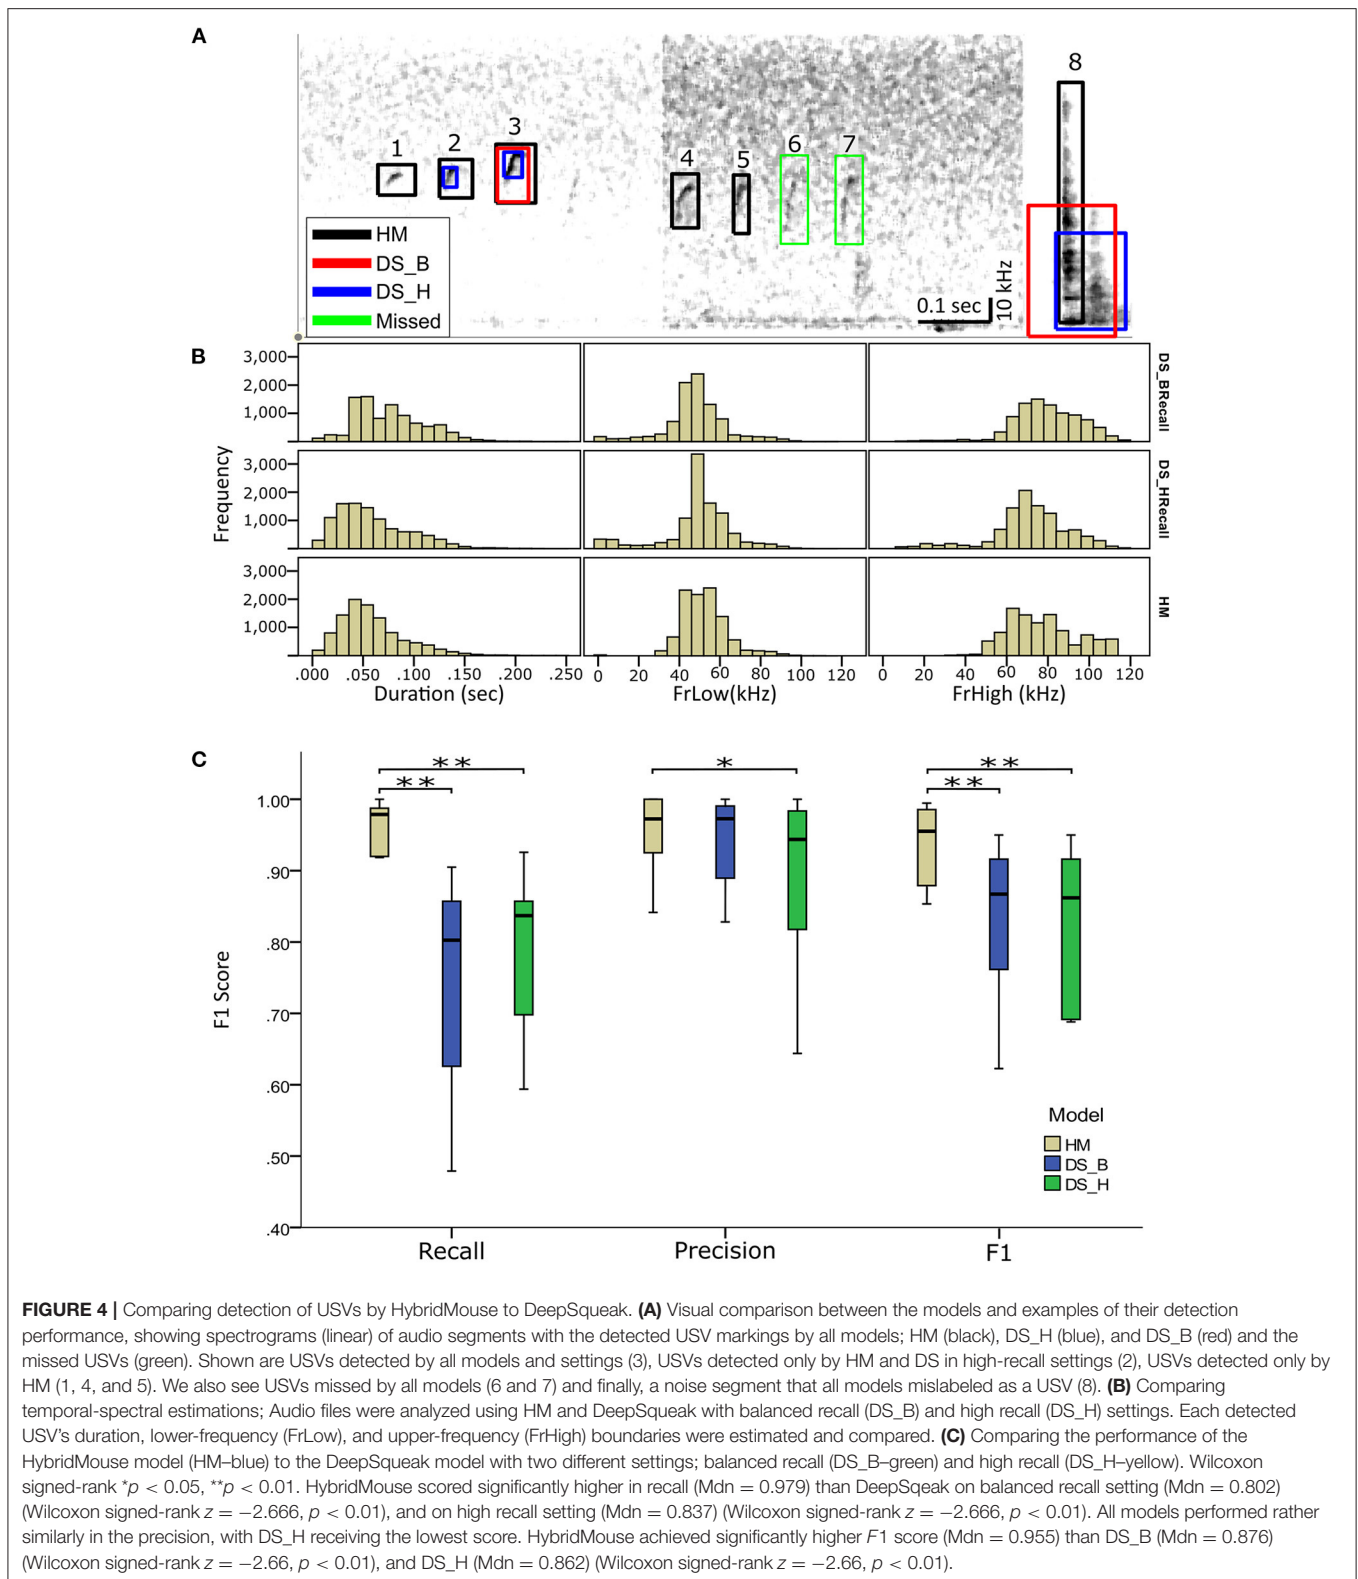 A
8
3
1
2
4
5
6
7
HM
DS_B
DS_H
Missed
0.1 sec
10 kHz
B
3,000
2,000
1,000
DS_BRecall
3,000
2,000
1,000
DS_HRecall
3,000
2,000
1,000
HM
Frequency
.000 .050 .100 .150 .200 .250
0 20 40 60 80 100 120
0 20 40 60 80 100 120
Duration (sec)
FrLow(kHz)
FrHigh (kHz)
C
**
**
*
**
**
1.00
.90
.80
.70
.60
.50
.40
F1 Score
Model
HM
DS_B
DS_H
Recall
Precision
F1
FIGURE 4 | Comparing detection of USVs by HybridMouse to DeepSqueak. (A) Visual comparison between the models and examples of their detection
performance, showing spectrograms (linear) of audio segments with the detected USV markings by all models; HM (black), DS_H (blue), and DS_B (red) and the
missed USVs (green). Shown are USVs detected by all models and settings (3), USVs detected only by HM and DS in high-recall settings (2), USVs detected only by
HM (1, 4, and 5). We also see USVs missed by all models (6 and 7) and finally, a noise segment that all models mislabeled as a USV (8). (B) Comparing
temporal-spectral estimations; Audio files were analyzed using HM and DeepSqueak with balanced recall (DS_B) and high recall (DS_H) settings. Each detected
USV's duration, lower-frequency (FrLow), and upper-frequency (FrHigh) boundaries were estimated and compared. (C) Comparing the performance of the
HybridMouse model (HM–blue) to the DeepSqueak model with two different settings; balanced recall (DS_B–green) and high recall (DS_H–yellow). Wilcoxon
signed-rank *p < 0.05, **p < 0.01. HybridMouse scored significantly higher in recall (Mdn = 0.979) than DeepSqeak on balanced recall setting (Mdn = 0.802)
(Wilcoxon signed-rank z = −2.666, p < 0.01), and on high recall setting (Mdn = 0.837) (Wilcoxon signed-rank z = −2.666, p < 0.01). All models performed rather
similarly in the precision, with DS_H receiving the lowest score. HybridMouse achieved significantly higher F1 score (Mdn = 0.955) than DS_B (Mdn = 0.876)
(Wilcoxon signed-rank z = −2.66, p < 0.01), and DS_H (Mdn = 0.862) (Wilcoxon signed-rank z = −2.66, p < 0.01).